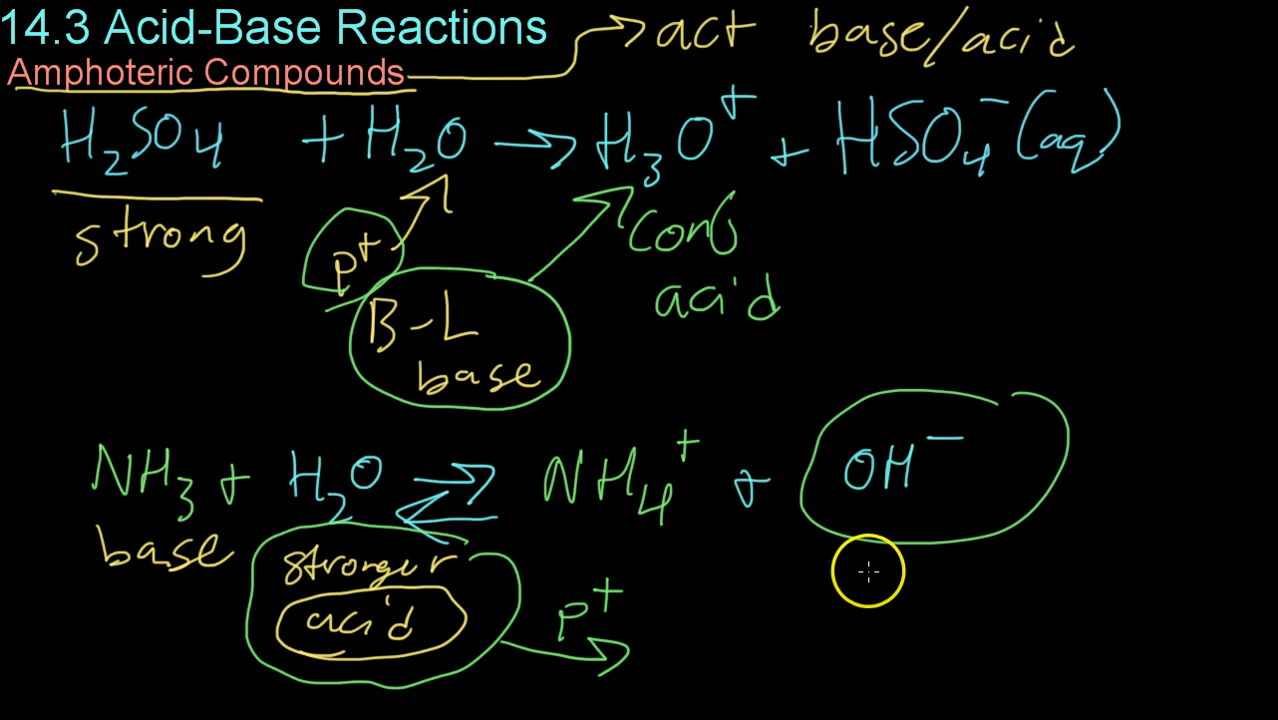 14.3 Acid-Base Reactions
act base/acid
Amphoteric Compounds
H₂SO₄ + H₂O → H₃O⁺ + HSO₄⁻ (aq)
strong
p⁺
conj
acid
B-L
base
NH₃ + H₂O ⇄ NH₄⁺ + OH⁻
base
stronger
acid
p⁺